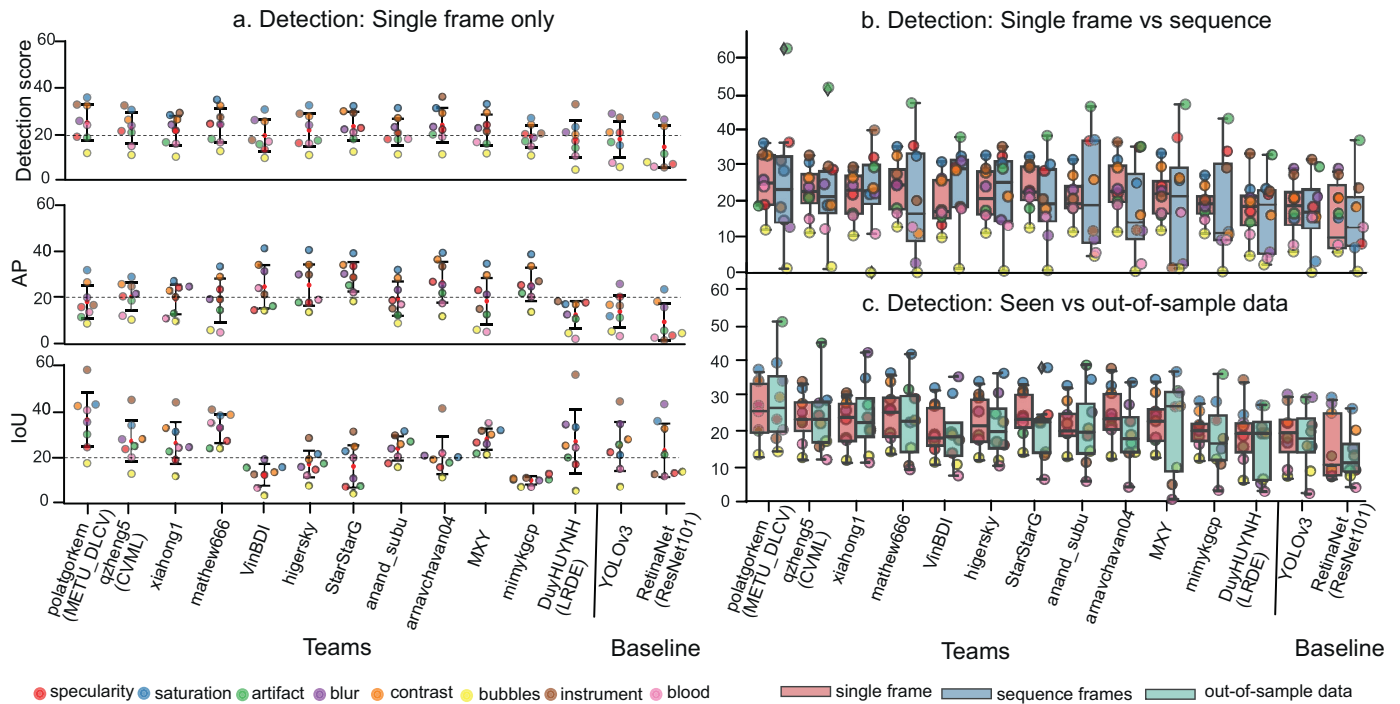 a. Detection: Single frame only
Detection score
60
40
20
0
AP
60
40
20
0
IoU
60
40
20
0
polatgorkem
(METU_DLCV)
qzheng5
(CVML)
xiahong1
mathew666
VinBDI
higersky
StarStarG
anand_subu
arnavchavan04
MXY
mimykgcp
DuyHUYNH
(LRDE)
YOLOv3
RetinaNet
(ResNet101)
Teams
Baseline
b. Detection: Single frame vs sequence
60
50
40
30
20
10
0
c. Detection: Seen vs out-of-sample data
50
40
30
20
10
0
polatgorkem
(METU_DLCV)
qzheng5
(CVML)
xiahong1
mathew666
VinBDI
higersky
StarStarG
anand_subu
arnavchavan04
MXY
mimykgcp
DuyHUYNH
(LRDE)
YOLOv3
RetinaNet
(ResNet101)
Teams
Baseline
specularity saturation artifact blur contrast bubbles instrument blood
single frame sequence frames out-of-sample data